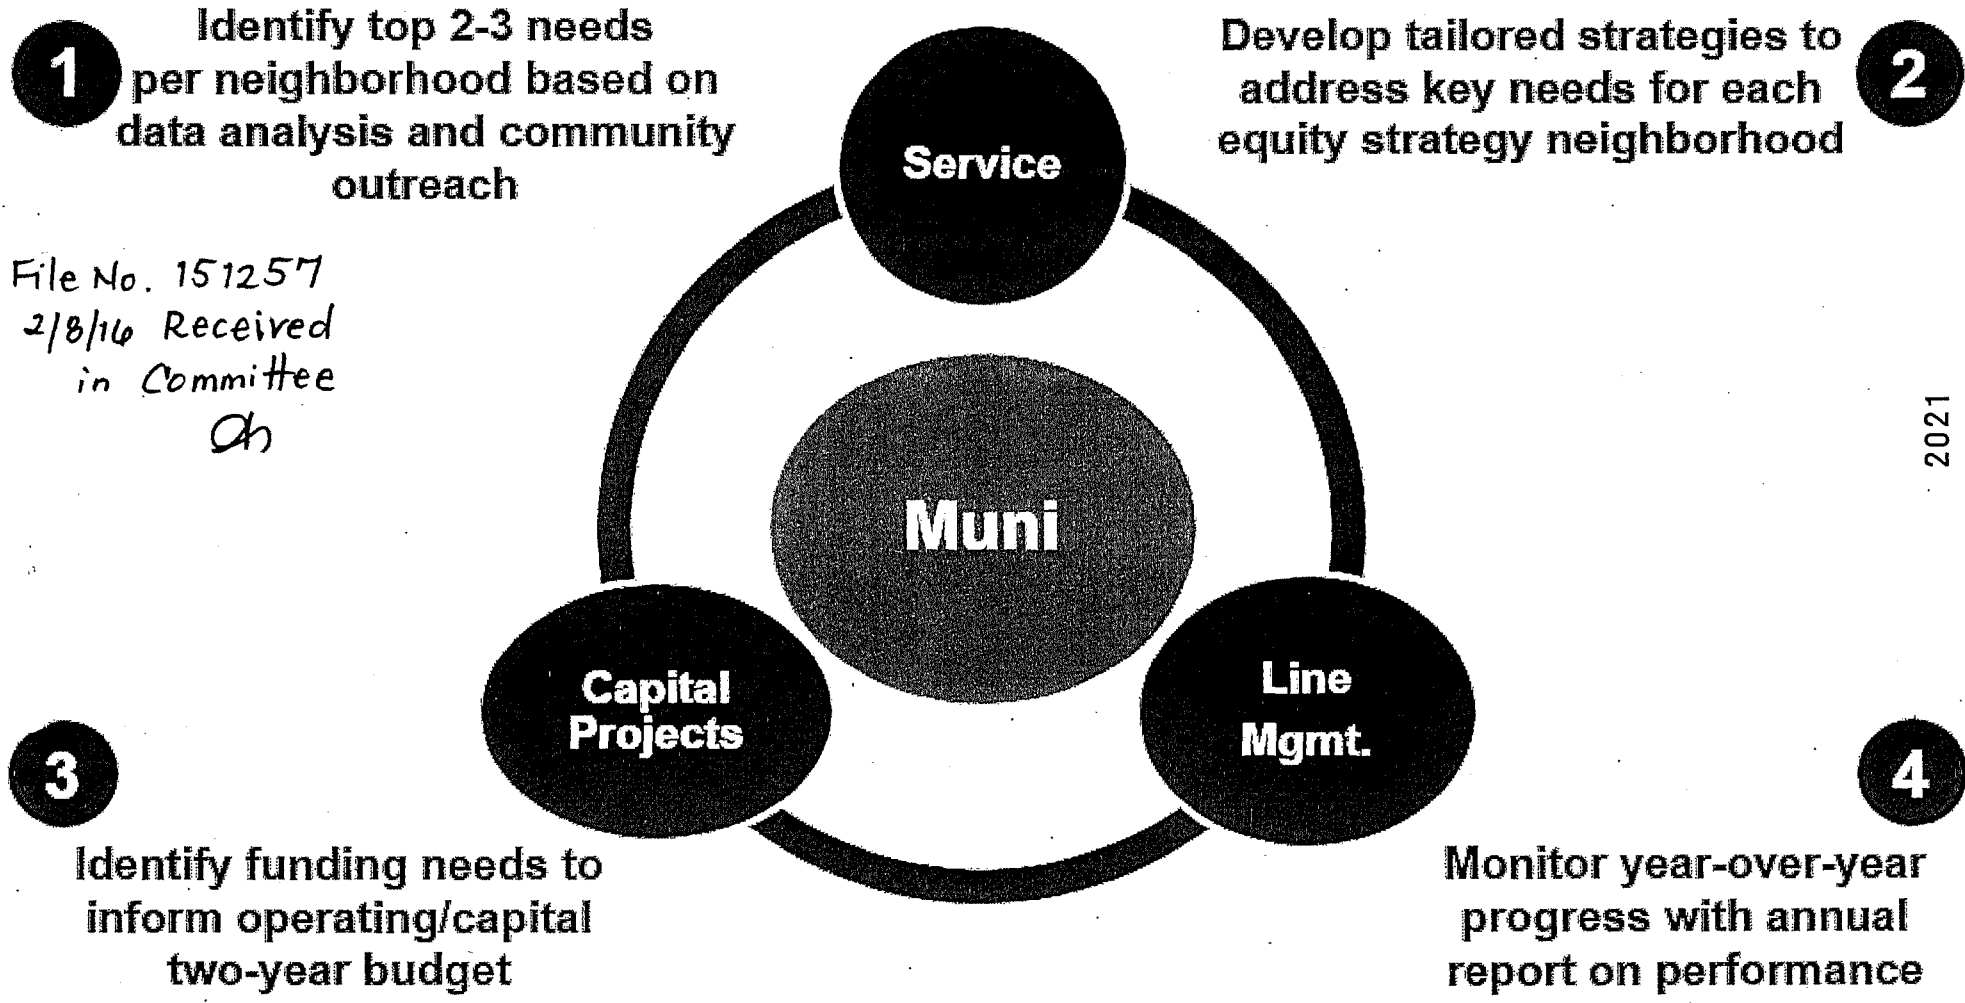 1
Identify top 2-3 needs
per neighborhood based on
data analysis and community
outreach
2
Develop tailored strategies to
address key needs for each
equity strategy neighborhood
File No. 151257
2/8/16 Received
in Committee
Service
Muni
Capital
Projects
Line
Mgmt.
2021
3
Identify funding needs to
inform operating/capital
two-year budget
4
Monitor year-over-year
progress with annual
report on performance